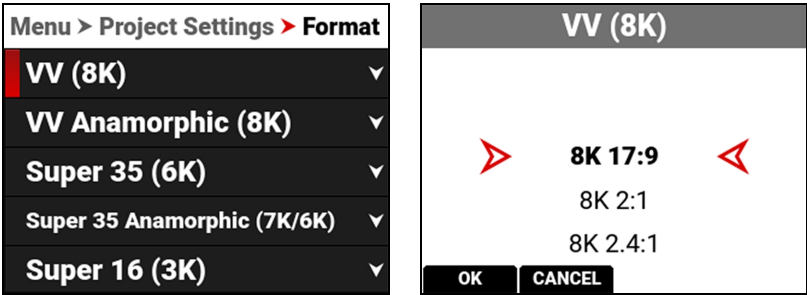 Menu > Project Settings > Format
VV (8K)
VV Anamorphic (8K)
Super 35 (6K)
Super 35 Anamorphic (7K/6K)
Super 16 (3K)
VV (8K)
8K 17:9
8K 2:1
8K 2.4:1
OK CANCEL